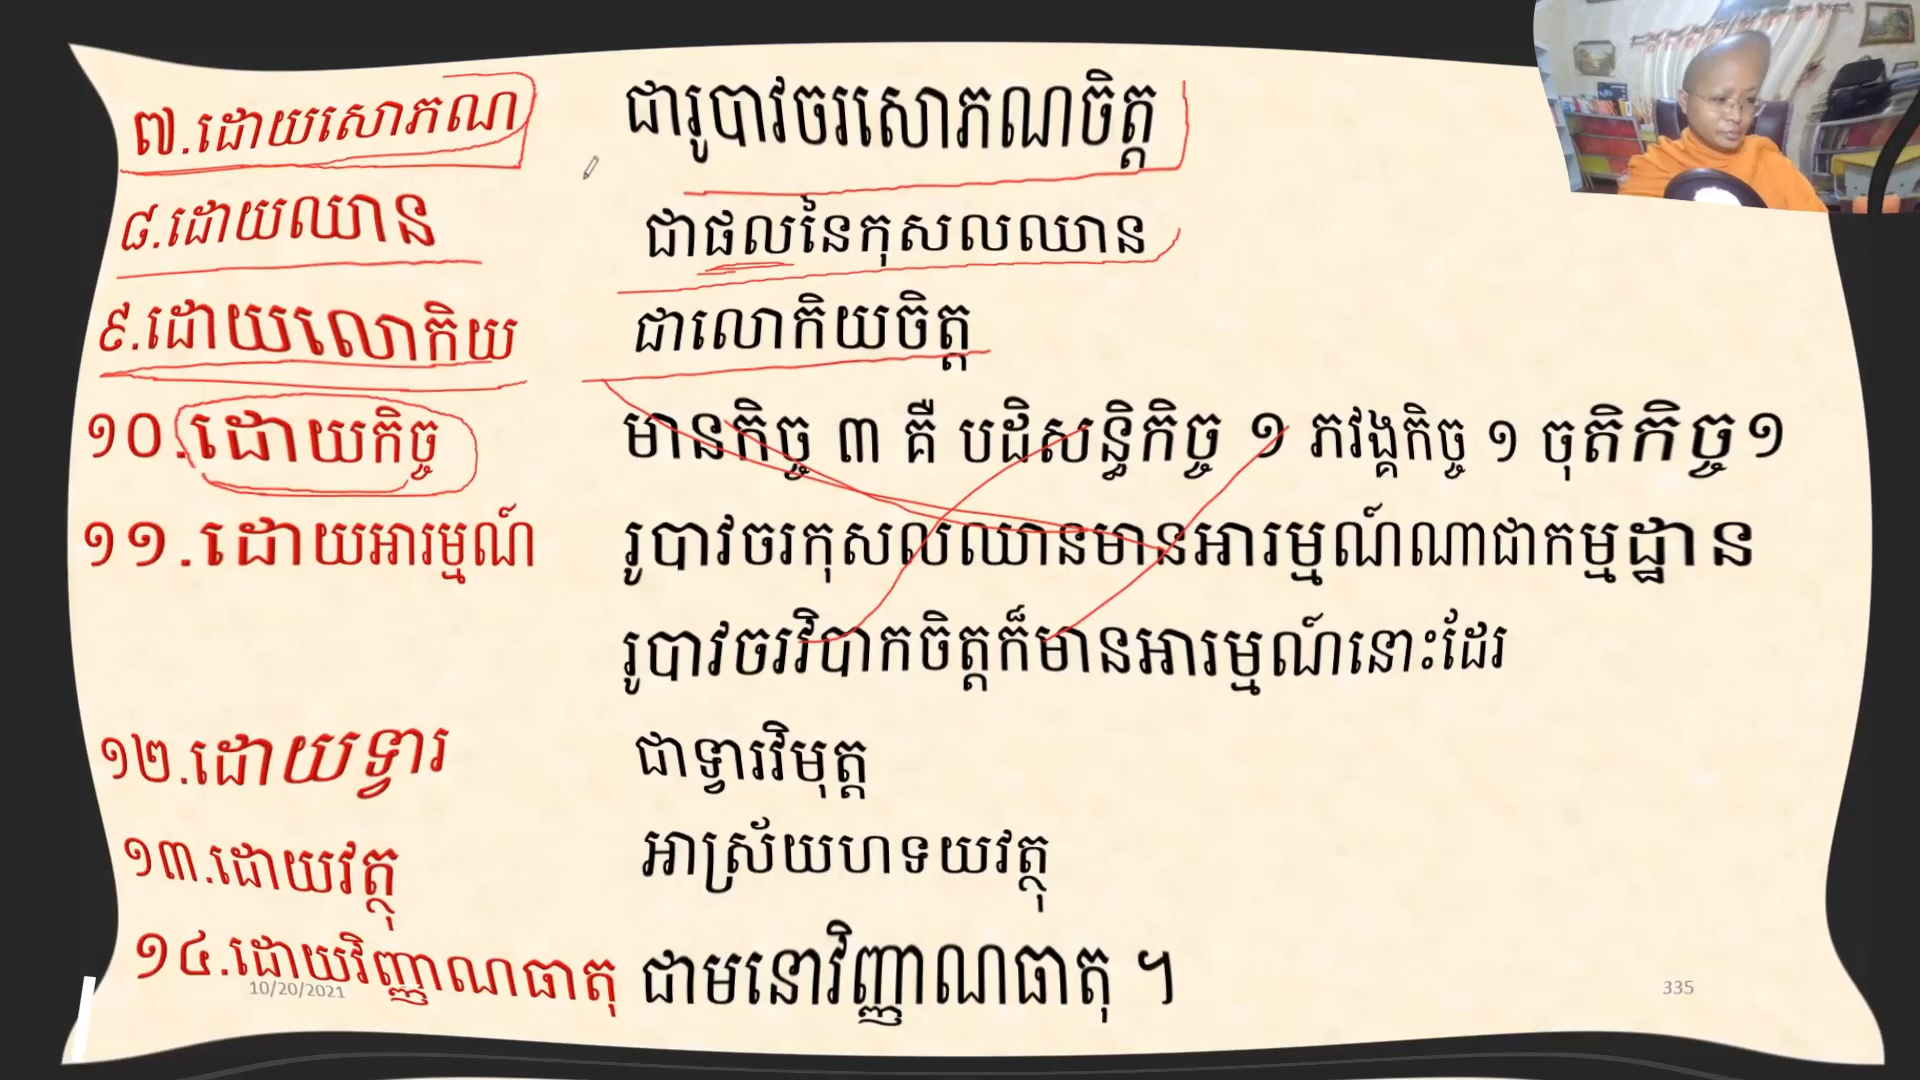 ៧.ដោយសោភណ ជារូបាវចរសោភណចិត្ត
៨.ដោយឈាន ជាផលនៃកុសលឈាន
៩.ដោយលោកិយ ជាលោកិយចិត្ត
១០.ដោយកិច្ច មានកិច្ច ៣ គឺ បដិសន្ធិកិច្ច ១ ភវង្គកិច្ច ១ ចុតិកិច្ច១
១១.ដោយអារម្មណ៍ រូបាវចរកុសលឈានមានអារម្មណ៍ណាជាកម្មដ្ឋាន
រូបាវចរវិបាកចិត្តក៏មានអារម្មណ៍នោះដែរ
១២.ដោយទ្វារ ជាទ្វារវិមុត្ត
១៣.ដោយវត្ថុ អាស្រ័យហទយវត្ថុ
១៤.ដោយវិញ្ញាណធាតុ ជាមនោវិញ្ញាណធាតុ ។
10/20/2021 335